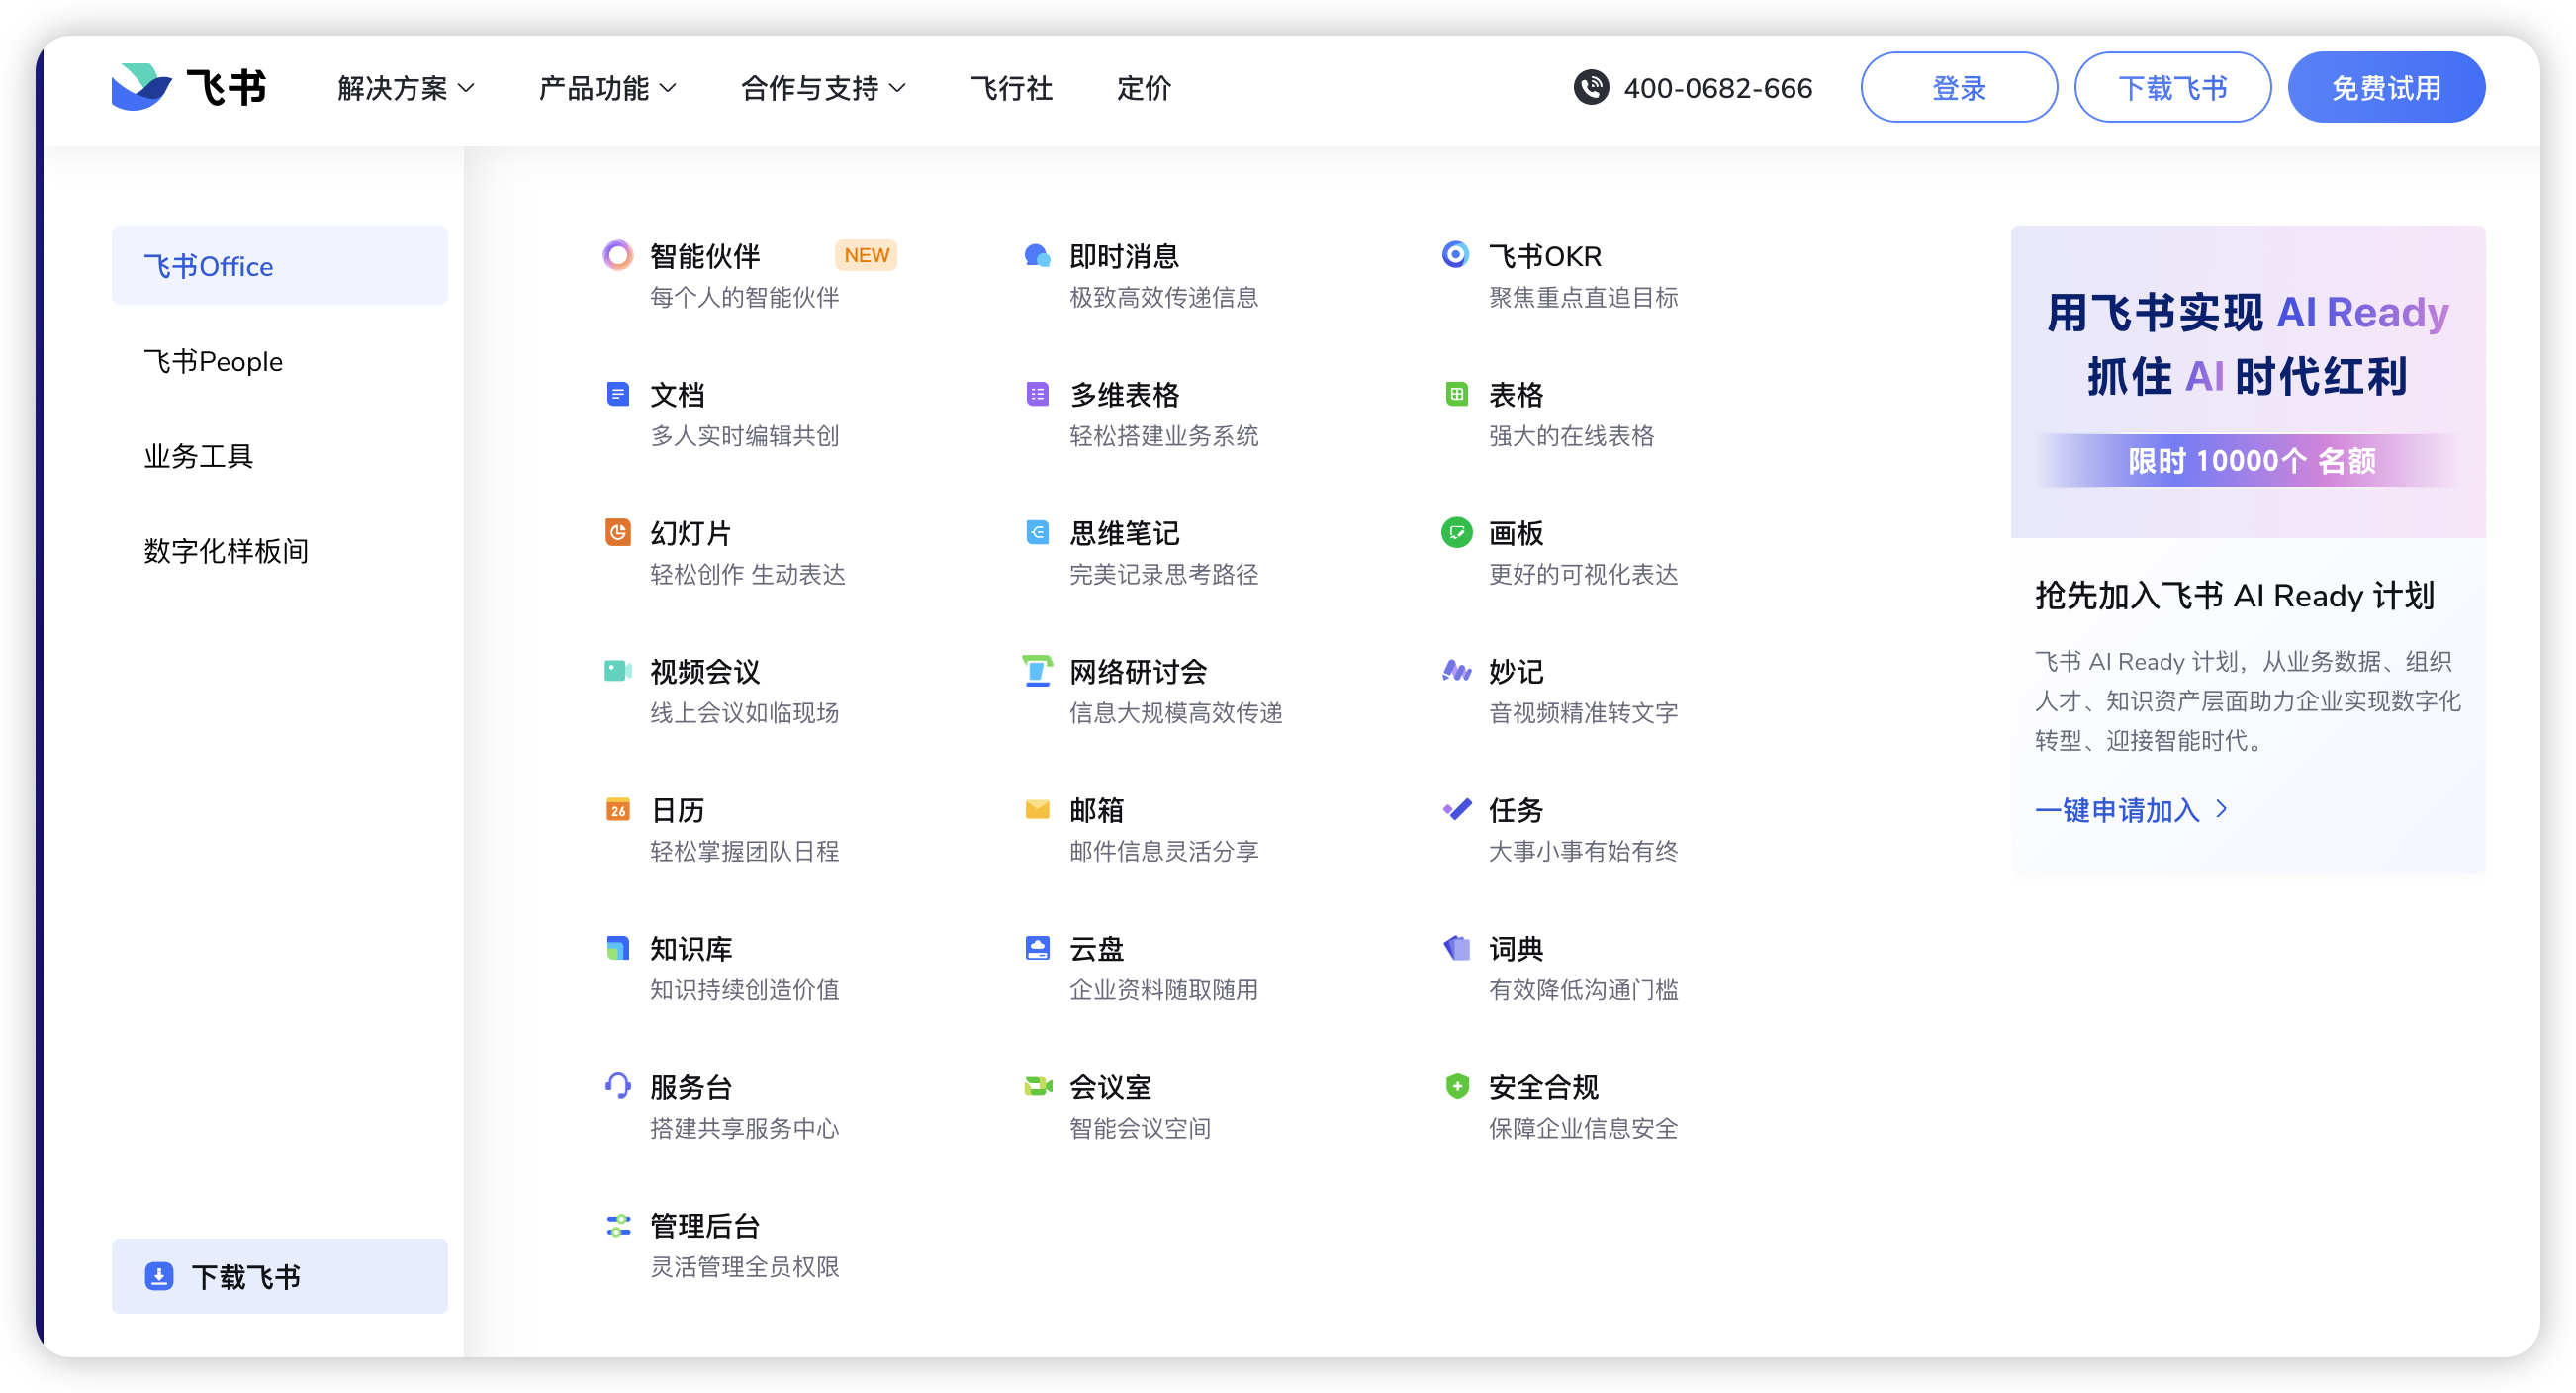 飞书
解决方案
产品功能
合作与支持
飞行社
定价
400-0682-666
登录
下载飞书
免费试用
飞书Office
飞书People
业务工具
数字化样板间
下载飞书
智能伙伴
NEW
每个人的智能伙伴
即时消息
极致高效传递信息
飞书OKR
聚焦重点直追目标
文档
多人实时编辑共创
多维表格
轻松搭建业务系统
表格
强大的在线表格
幻灯片
轻松创作 生动表达
思维笔记
完美记录思考路径
画板
更好的可视化表达
视频会议
线上会议如临现场
网络研讨会
信息大规模高效传递
妙记
音视频精准转文字
26
日历
轻松掌握团队日程
邮箱
邮件信息灵活分享
任务
大事小事有始有终
知识库
知识持续创造价值
云盘
企业资料随取随用
词典
有效降低沟通门槛
服务台
搭建共享服务中心
会议室
智能会议空间
安全合规
保障企业信息安全
管理后台
灵活管理全员权限
用飞书实现 AI Ready
抓住 AI 时代红利
限时 10000个 名额
抢先加入飞书 AI Ready 计划
飞书 AI Ready 计划，从业务数据、组织
人才、知识资产层面助力企业实现数字化
转型、迎接智能时代。
一键申请加入